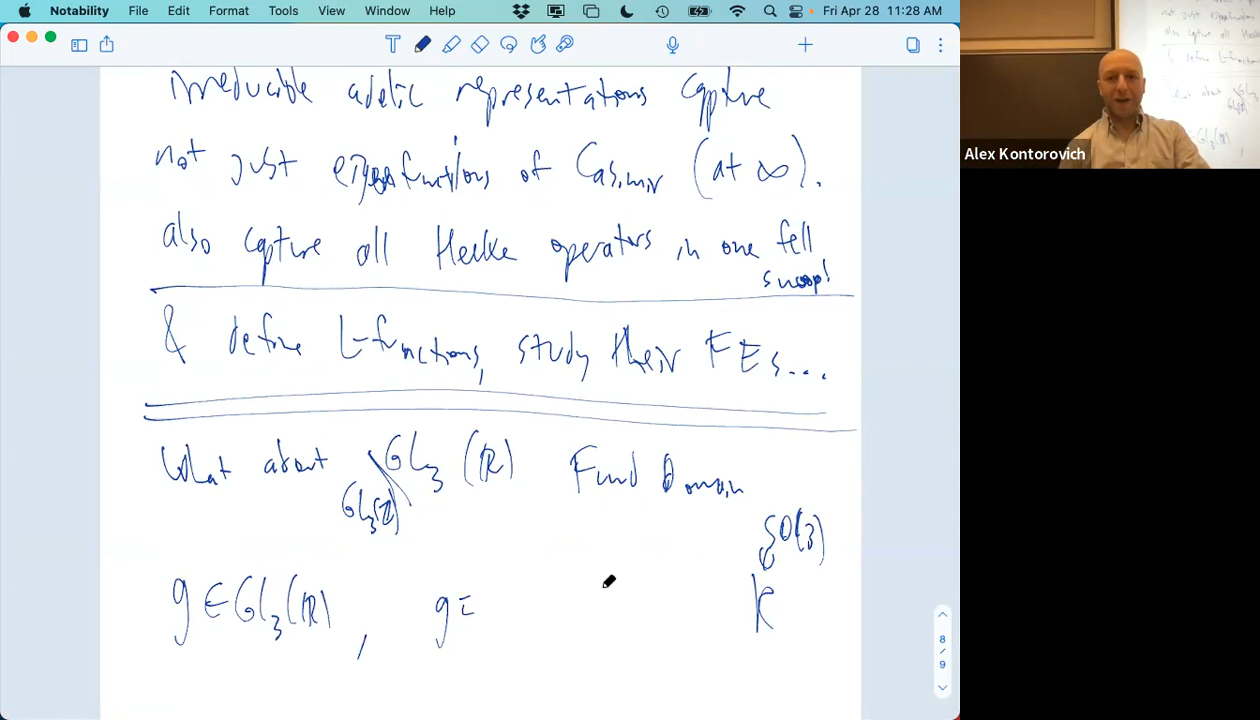 Notability File Edit Format Tools View Window Help Fri Apr 28 11:28 AM
irreducible adelic representations capture
not just eigenfunctions of Casimir (at ∞).
also capture all Hecke operators in one fell
swoop!
& define L-functions, study their FEs...
What about GL₃(ℝ) Fund Domain
GL₃(ℤ)
SO(3)
g ∈ GL₃(ℝ), g = k
Alex Kontorovich
8
/
9